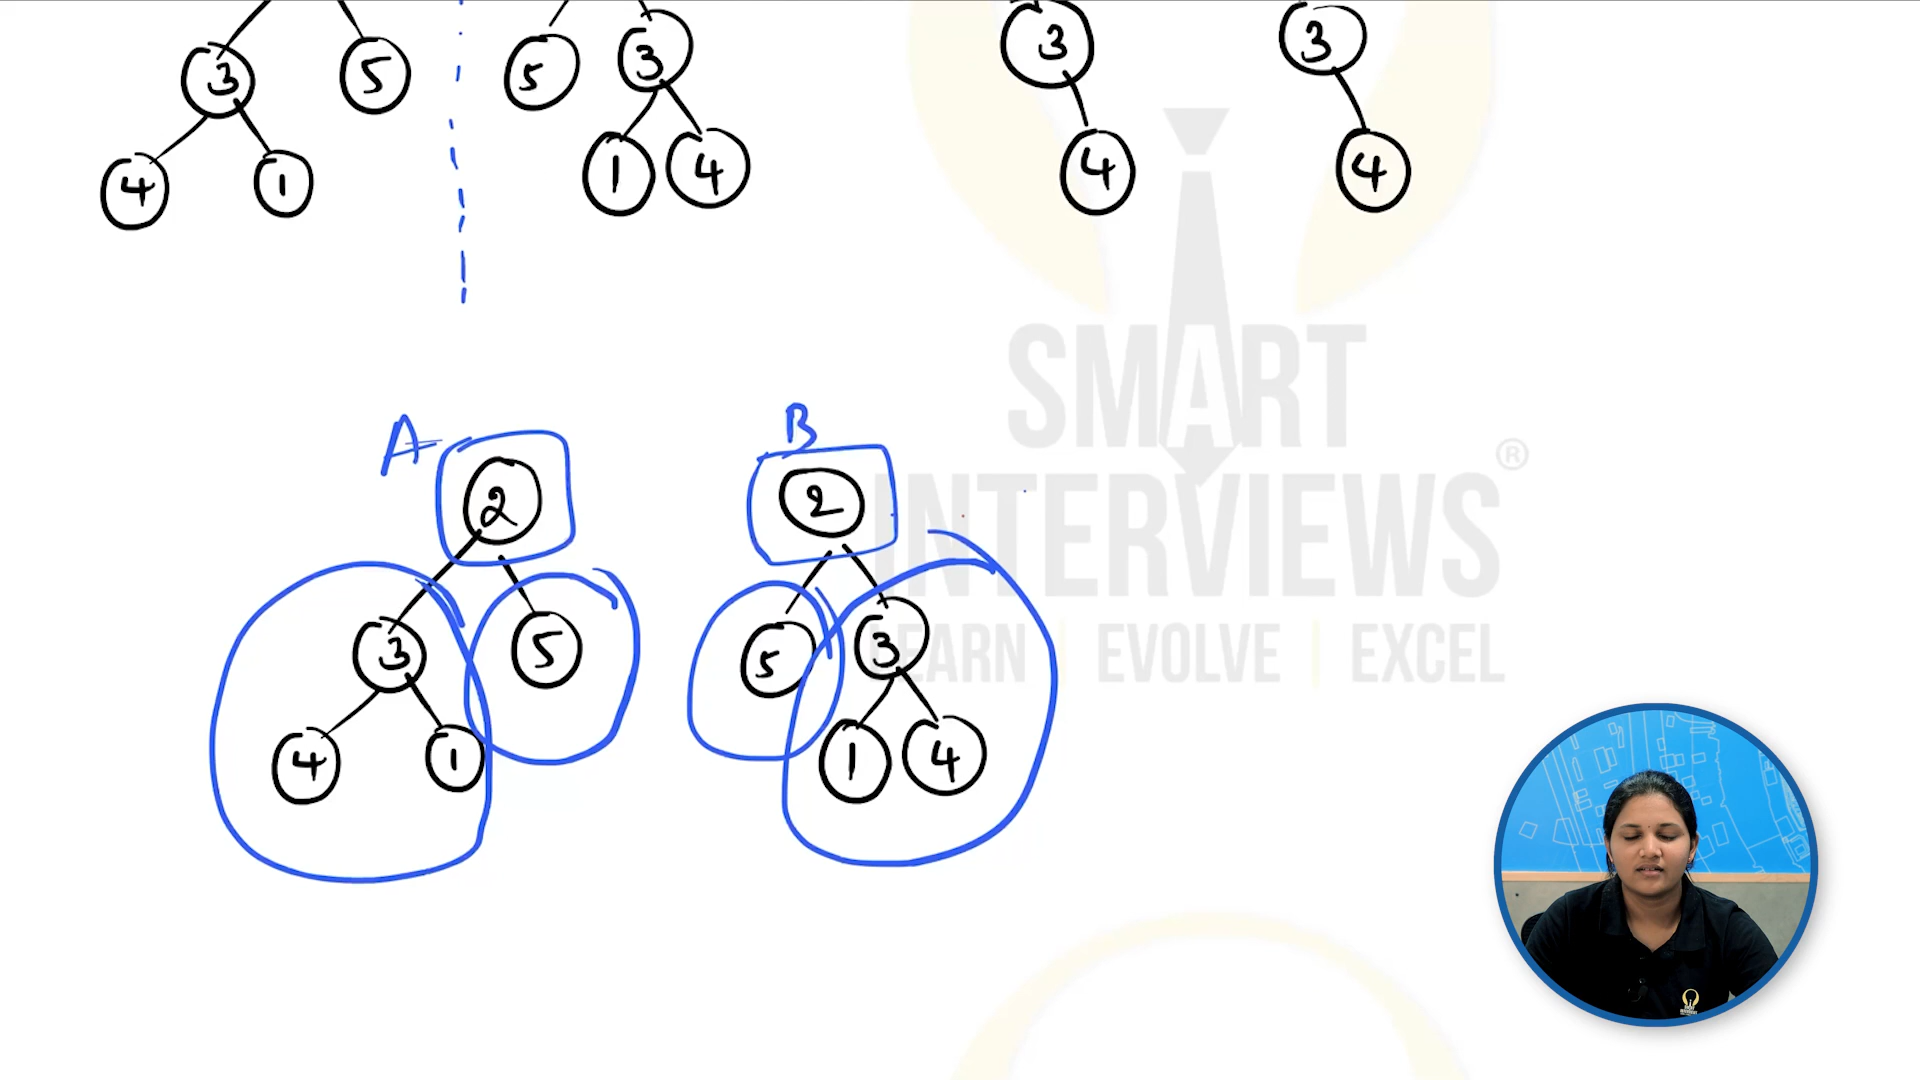 3 5 5 3 3 3
4 1 1 4 4 4
A B
2 2
3 5 5 3
4 1 1 4
SMART
INTERVIEWS®
LEARN | EVOLVE | EXCEL